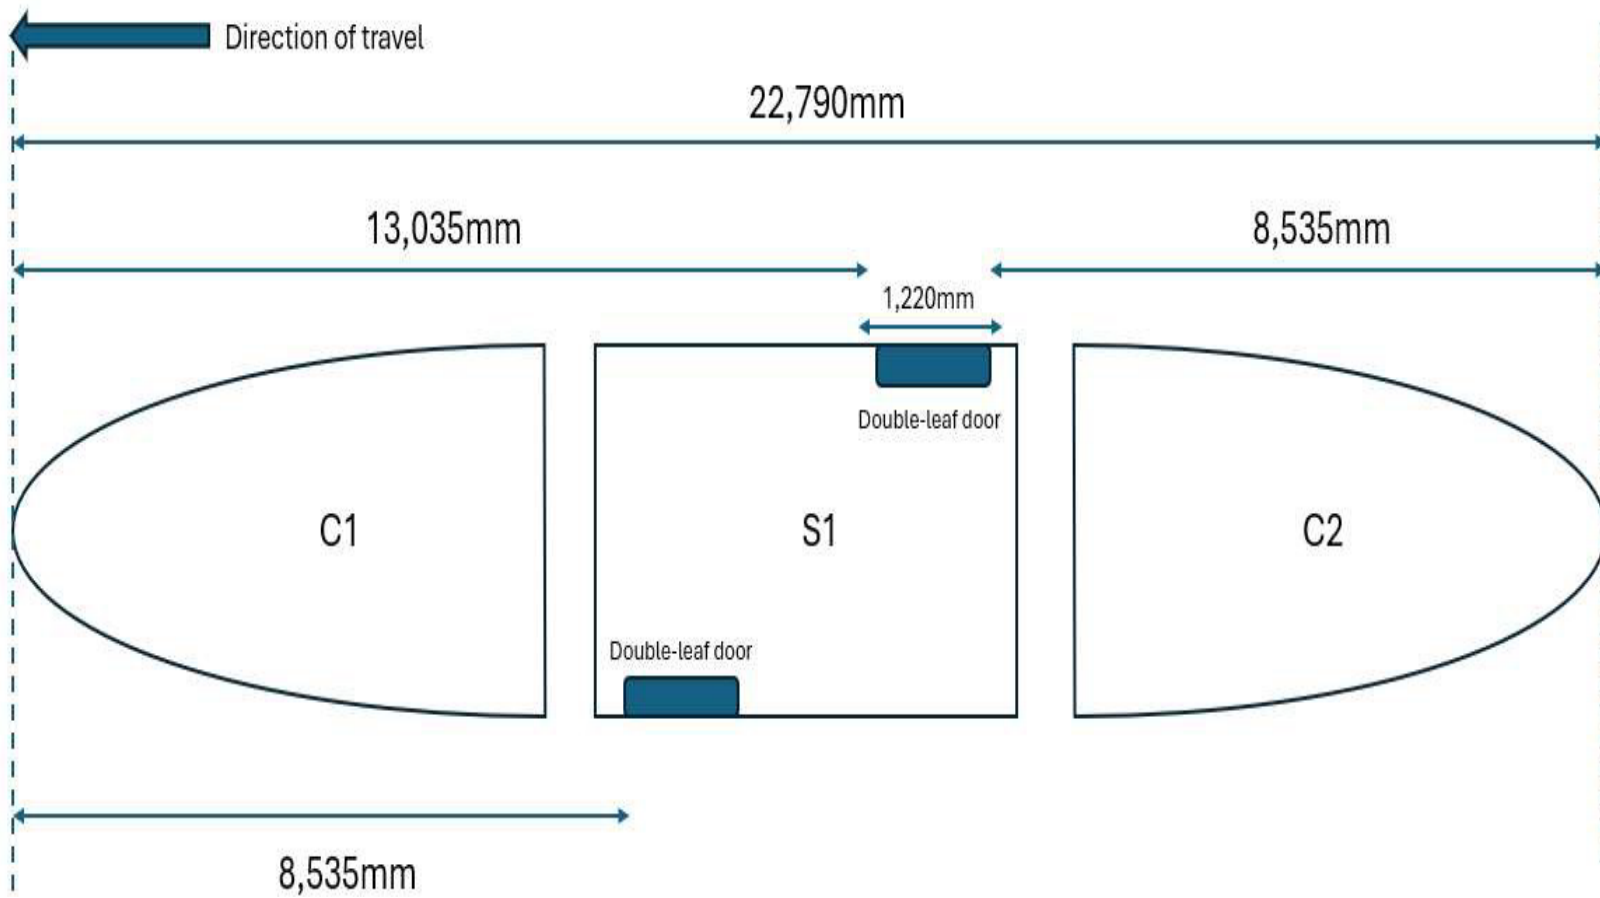 Direction of travel
22,790mm
13,035mm
8,535mm
1,220mm
Double-leaf door
C1
S1
C2
Double-leaf door
8,535mm